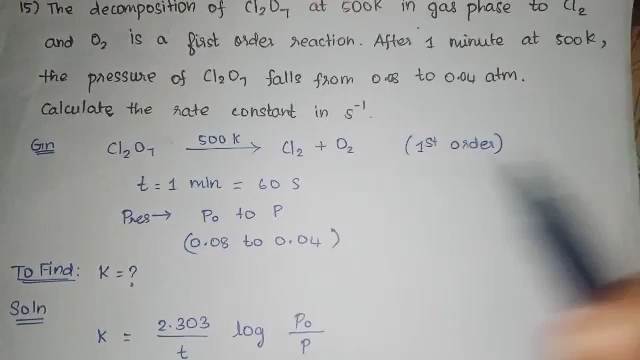 15) The decomposition of Cl₂O₇ at 500K in gas phase to Cl₂
and O₂ is a first order reaction. After 1 minute at 500K,
the pressure of Cl₂O₇ falls from 0.08 to 0.04 atm.
Calculate the rate constant in s⁻¹.
Gn Cl₂O₇ 500 K → Cl₂ + O₂ (1st order)
t = 1 min = 60 S
Pres → P₀ to P
(0.08 to 0.04)
To Find: K = ?
Soln
K = 2.303/t log P₀/P